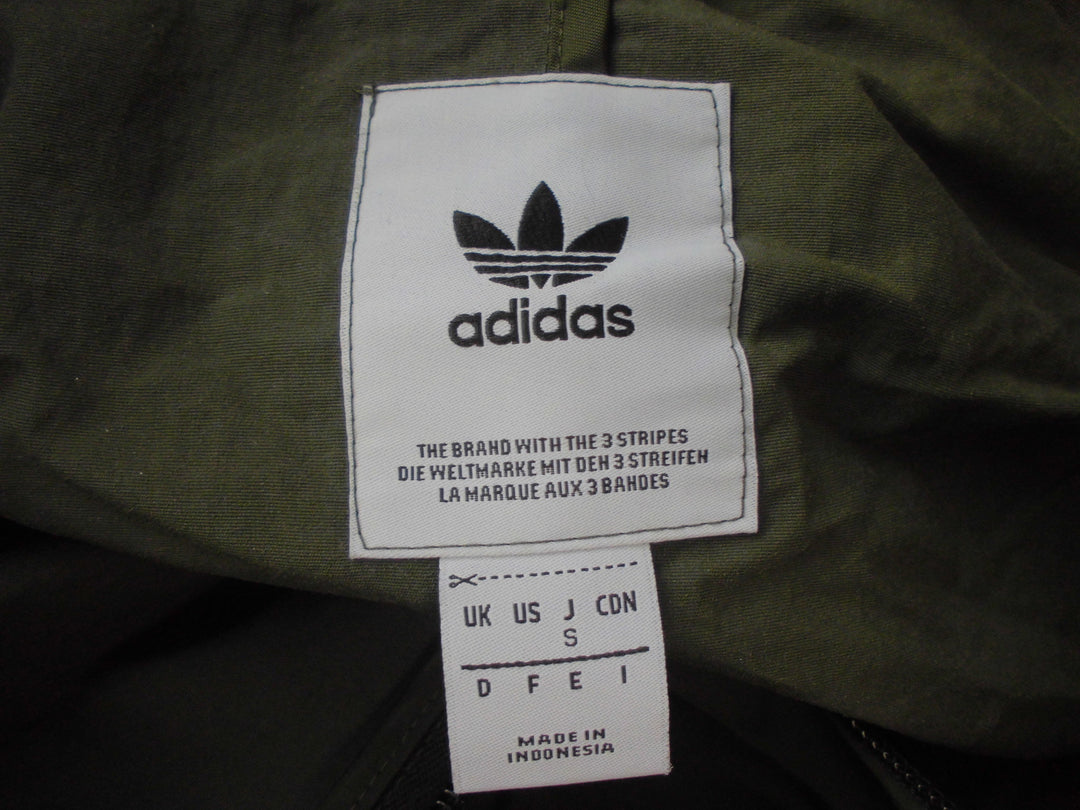 adidas
THE BRAND WITH THE 3 STRIPES
DIE WELTMARKE MIT DEN 3 STREIFEN
LA MARQUE AUX 3 BANDES
UK US J CDN
S
D F E I
MADE IN
INDONESIA